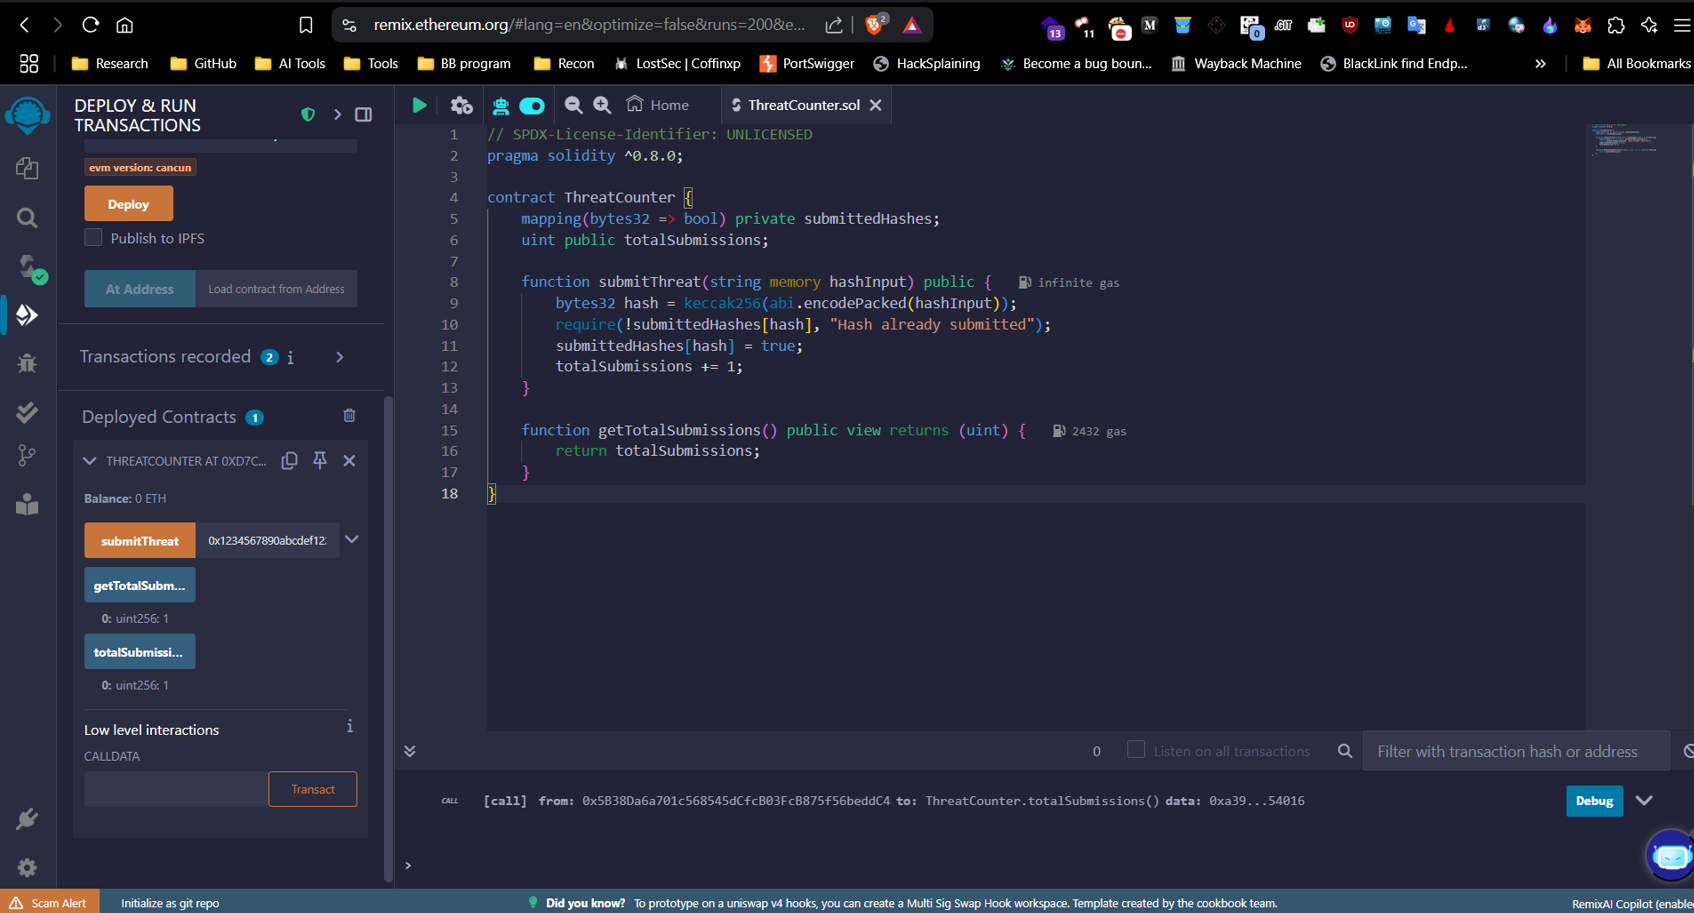 remix.ethereum.org/#lang=en&optimize=false&runs=200&e...
2
13
11
M
0
.GIT
Research
GitHub
AI Tools
Tools
BB program
Recon
LostSec | Coffinxp
PortSwigger
HackSplaining
Become a bug boun...
Wayback Machine
BlackLink find Endp...
»
All Bookmarks
DEPLOY & RUN
TRANSACTIONS
evm version: cancun
Deploy
Publish to IPFS
At Address
Load contract from Address
Transactions recorded 2 i
Deployed Contracts 1
THREATCOUNTER AT 0XD7C...
Balance: 0 ETH
submitThreat
0x1234567890abcdef12
getTotalSubm...
0: uint256: 1
totalSubmissi...
0: uint256: 1
Low level interactions
i
CALLDATA
Transact
Home
ThreatCounter.sol
1 // SPDX-License-Identifier: UNLICENSED
2 pragma solidity ^0.8.0;
3
4 contract ThreatCounter {
5 mapping(bytes32 => bool) private submittedHashes;
6 uint public totalSubmissions;
7
8 function submitThreat(string memory hashInput) public { infinite gas
9 bytes32 hash = keccak256(abi.encodePacked(hashInput));
10 require(!submittedHashes[hash], "Hash already submitted");
11 submittedHashes[hash] = true;
12 totalSubmissions += 1;
13 }
14
15 function getTotalSubmissions() public view returns (uint) { 2432 gas
16 return totalSubmissions;
17 }
18 }
0
Listen on all transactions
Filter with transaction hash or address
CALL
[call] from: 0x5B38Da6a701c568545dCfcB03FcB875f56beddC4 to: ThreatCounter.totalSubmissions() data: 0xa39...54016
Debug
>
Scam Alert
Initialize as git repo
Did you know? To prototype on a uniswap v4 hooks, you can create a Multi Sig Swap Hook workspace. Template created by the cookbook team.
RemixAI Copilot (enable